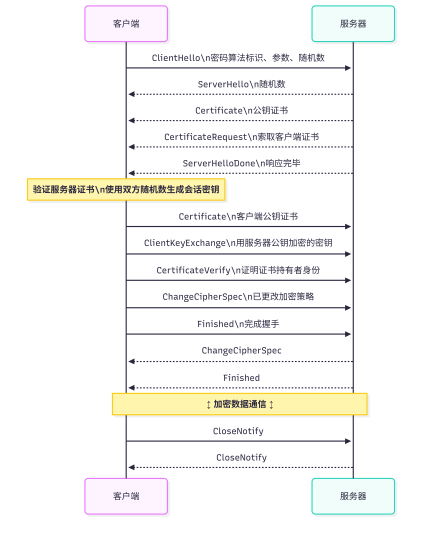 客户端 服务器
ClientHello\n密码算法标识、参数、随机数
ServerHello\n随机数
Certificate\n公钥证书
CertificateRequest\n索取客户端证书
ServerHelloDone\n响应完毕
验证服务器证书\n使用双方随机数生成会话密钥
Certificate\n客户端公钥证书
ClientKeyExchange\n用服务器公钥加密的密钥
CertificateVerify\n证明证书持有者身份
ChangeCipherSpec\n已更改加密策略
Finished\n完成握手
ChangeCipherSpec
Finished
↕ 加密数据通信 ↕
CloseNotify
CloseNotify
客户端 服务器